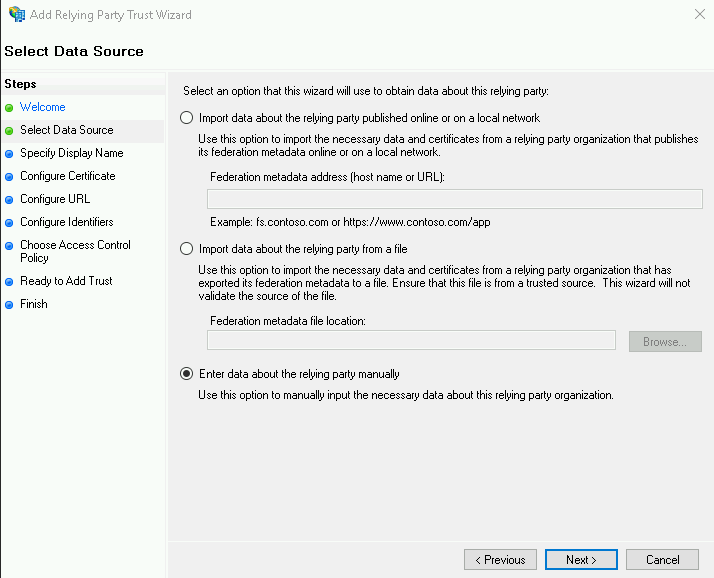 Add Relying Party Trust Wizard
Select Data Source
Steps
Welcome
Select Data Source
Specify Display Name
Configure Certificate
Configure URL
Configure Identifiers
Choose Access Control
Policy
Ready to Add Trust
Finish
Select an option that this wizard will use to obtain data about this relying party:
Import data about the relying party published online or on a local network
Use this option to import the necessary data and certificates from a relying party organization that publishes
its federation metadata online or on a local network.
Federation metadata address (host name or URL):
Example: fs.contoso.com or https://www.contoso.com/app
Import data about the relying party from a file
Use this option to import the necessary data and certificates from a relying party organization that has
exported its federation metadata to a file. Ensure that this file is from a trusted source.  This wizard will not
validate the source of the file.
Federation metadata file location:
Browse...
Enter data about the relying party manually
Use this option to manually input the necessary data about this relying party organization.
< Previous
Next >
Cancel